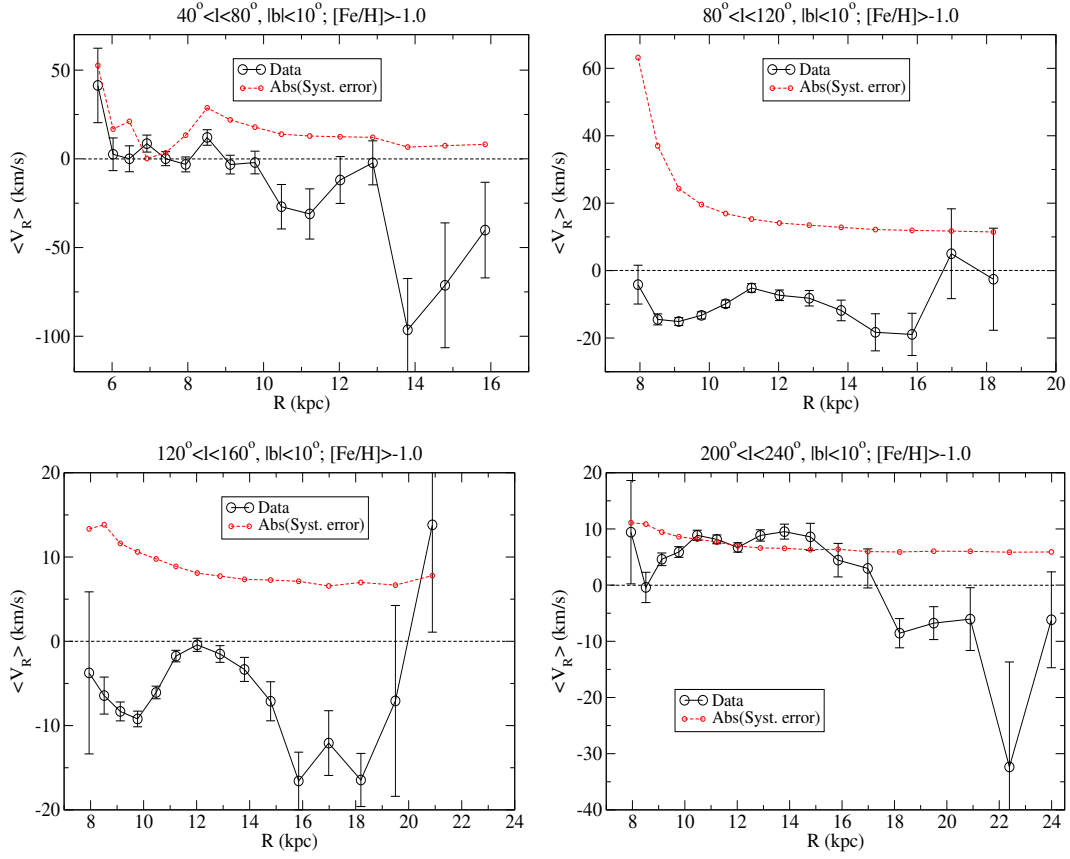 40°<l<80°, |b|<10°; [Fe/H]>-1.0
50
0
-50
-100
<V_R> (km/s)
Data
Abs(Syst. error)
6 8 10 12 14 16
R (kpc)
80°<l<120°, |b|<10°; [Fe/H]>-1.0
60
40
20
0
-20
<V_R> (km/s)
Data
Abs(Syst. error)
8 10 12 14 16 18 20
R (kpc)
120°<l<160°, |b|<10°; [Fe/H]>-1.0
20
10
0
-10
-20
<V_R> (km/s)
Data
Abs(Syst. error)
8 10 12 14 16 18 20 22 24
R (kpc)
200°<l<240°, |b|<10°; [Fe/H]>-1.0
20
10
0
-10
-20
-30
-40
<V_R> (km/s)
Data
Abs(Syst. error)
8 10 12 14 16 18 20 22 24
R (kpc)